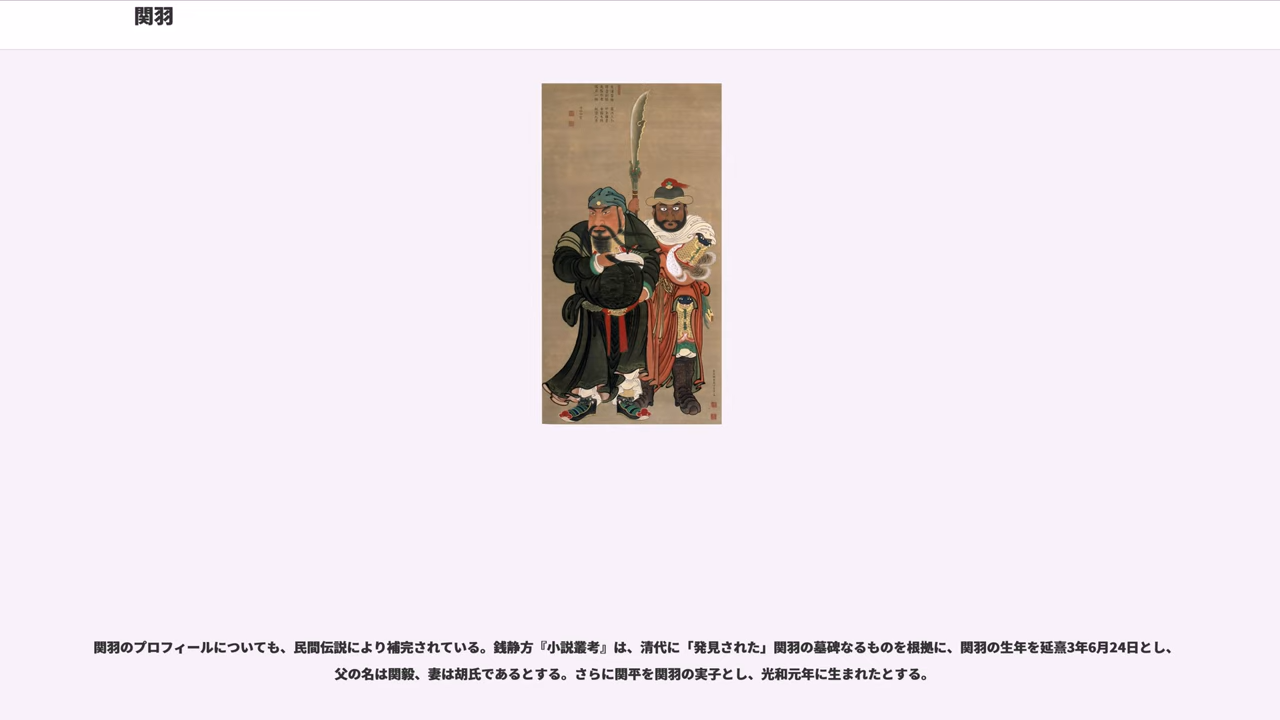 関羽
関羽のプロフィールについても、民間伝説により補完されている。銭静方『小説叢考』は、清代に「発見された」関羽の墓碑なるものを根拠に、関羽の生年を延熹3年6月24日とし、
父の名は関毅、妻は胡氏であるとする。さらに関平を関羽の実子とし、光和元年に生まれたとする。